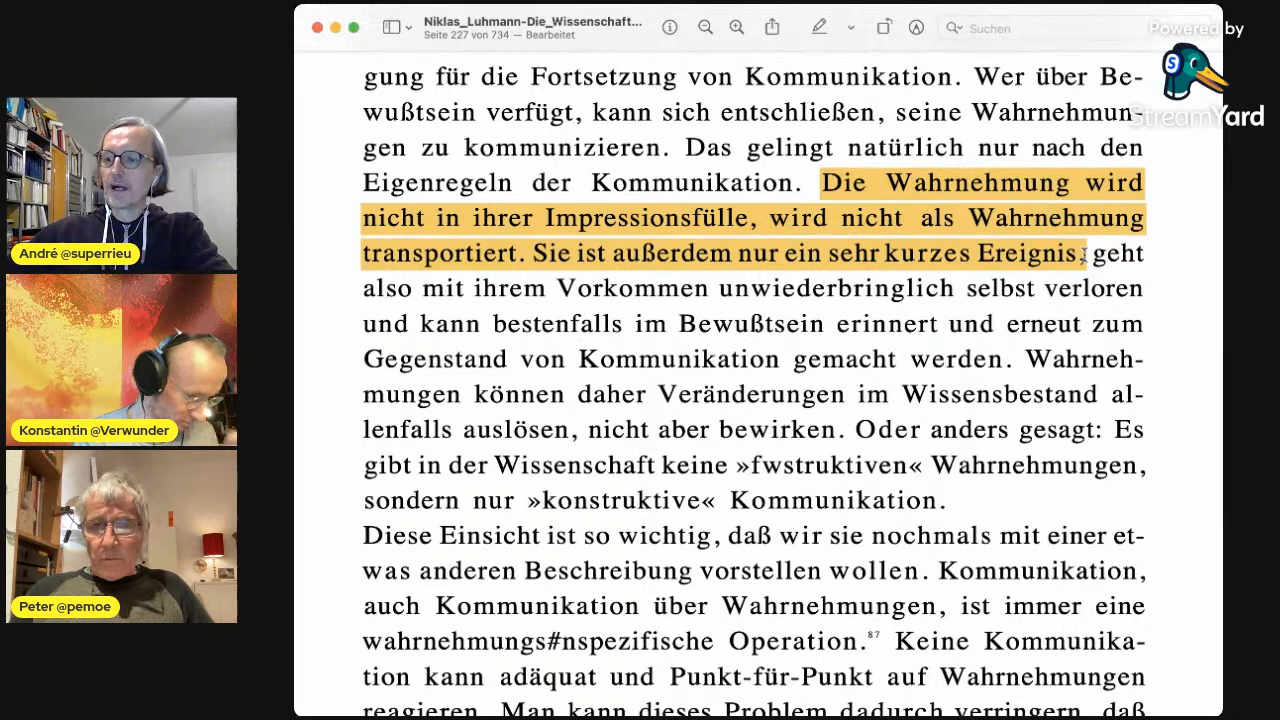 Niklas_Luhmann-Die_Wissenschaft...
Seite 227 von 734 — Bearbeitet
Suchen
Powered by
StreamYard
gung für die Fortsetzung von Kommunikation. Wer über Be-
wußtsein verfügt, kann sich entschließen, seine Wahrnehmun-
gen zu kommunizieren. Das gelingt natürlich nur nach den
Eigenregeln der Kommunikation. Die Wahrnehmung wird
nicht in ihrer Impressionsfülle, wird nicht als Wahrnehmung
transportiert. Sie ist außerdem nur ein sehr kurzes Ereignis, geht
also mit ihrem Vorkommen unwiederbringlich selbst verloren
und kann bestenfalls im Bewußtsein erinnert und erneut zum
Gegenstand von Kommunikation gemacht werden. Wahrneh-
mungen können daher Veränderungen im Wissensbestand al-
lenfalls auslösen, nicht aber bewirken. Oder anders gesagt: Es
gibt in der Wissenschaft keine »fwstruktiven« Wahrnehmungen,
sondern nur »konstruktive« Kommunikation.
Diese Einsicht ist so wichtig, daß wir sie nochmals mit einer et-
was anderen Beschreibung vorstellen wollen. Kommunikation,
auch Kommunikation über Wahrnehmungen, ist immer eine
wahrnehmungs#nspezifische Operation.87 Keine Kommunika-
tion kann adäquat und Punkt-für-Punkt auf Wahrnehmungen
reagieren. Man kann dieses Problem dadurch verringern, daß
André @superrieu
Konstantin @Verwunder
Peter @pemoe